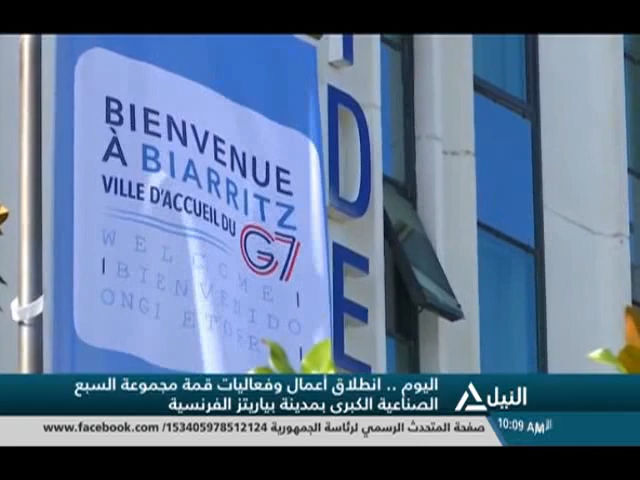 BIENVENUE
À BIARRITZ
VILLE D'ACCUEIL DU
G7
WELCOME
BIENVENIDO
ONGI ETORRI
IDE
اليوم .. انطلاق أعمال وفعاليات قمة مجموعة السبع
الصناعية الكبرى بمدينة بياريتز الفرنسية
النيل
صفحة المتحدث الرسمي لرئاسة الجمهورية www.facebook.com /153405978512124
10:09 AM